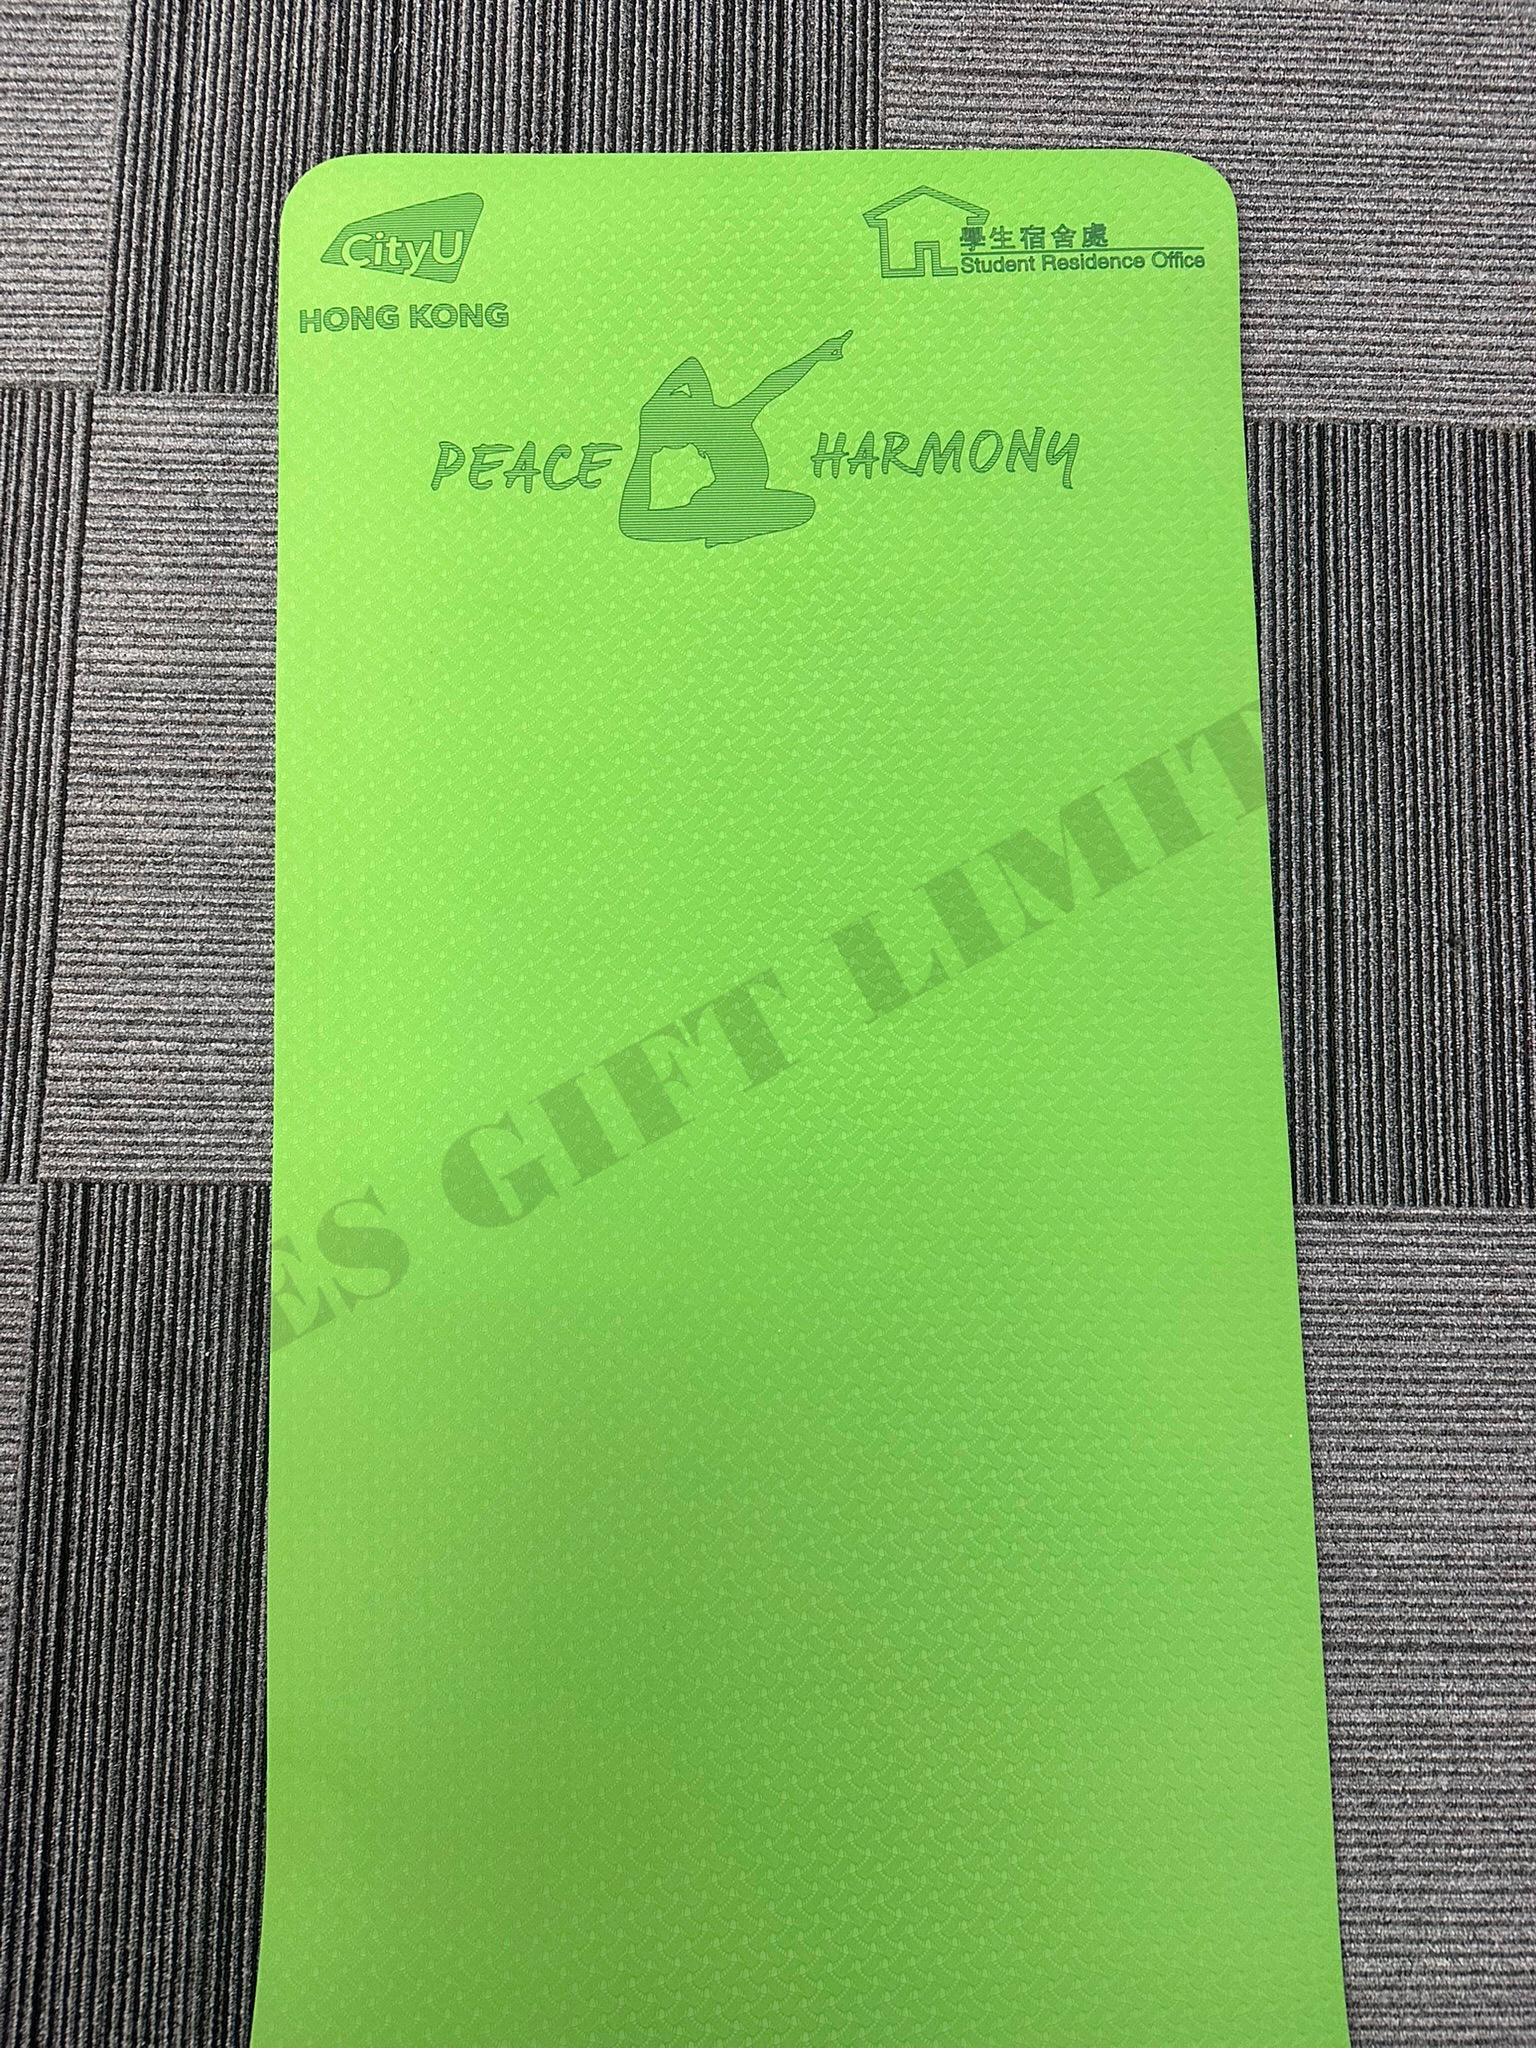 CityU
HONG KONG
學生宿舍處
Student Residence Office
PEACE HARMONY
ES GIFT LIMIT